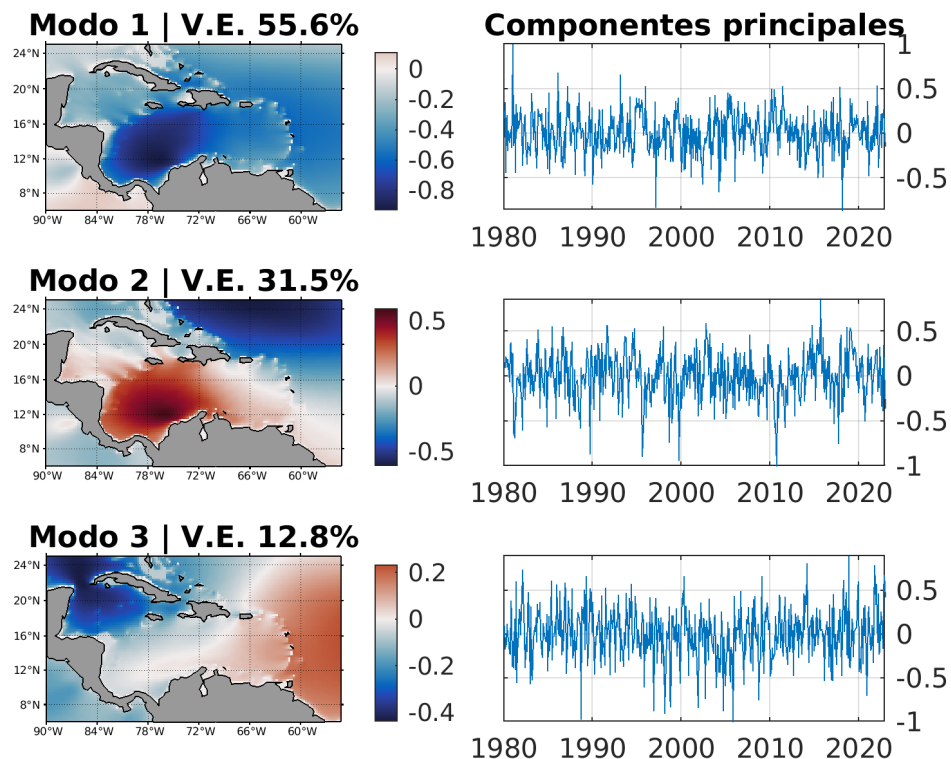 Modo 1 | V.E. 55.6%
24°N
20°N
16°N
12°N
8°N
90°W 84°W 78°W 72°W 66°W 60°W
0
-0.2
-0.4
-0.6
-0.8
Componentes principales
1
0.5
0
-0.5
1980 1990 2000 2010 2020
Modo 2 | V.E. 31.5%
24°N
20°N
16°N
12°N
8°N
90°W 84°W 78°W 72°W 66°W 60°W
0.5
0
-0.5
0.5
0
-0.5
-1
1980 1990 2000 2010 2020
Modo 3 | V.E. 12.8%
24°N
20°N
16°N
12°N
8°N
90°W 84°W 78°W 72°W 66°W 60°W
0.2
0
-0.2
-0.4
0.5
0
-0.5
-1
1980 1990 2000 2010 2020